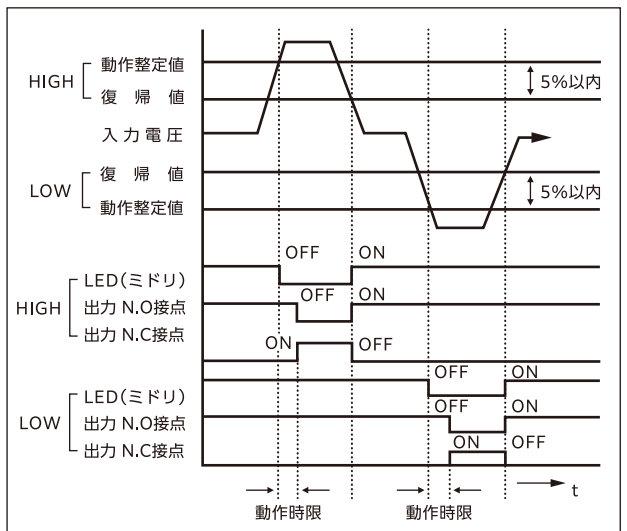 HIGH
動作整定値
復 帰 値
5%以内
入力電圧
LOW
復 帰 値
動作整定値
5%以内
HIGH
LED(ミドリ)
OFF ON
出力 N.O接点
OFF ON
出力 N.C接点
ON OFF
LOW
LED(ミドリ)
OFF ON
出力 N.O接点
OFF ON
出力 N.C接点
ON OFF
t
動作時限 動作時限